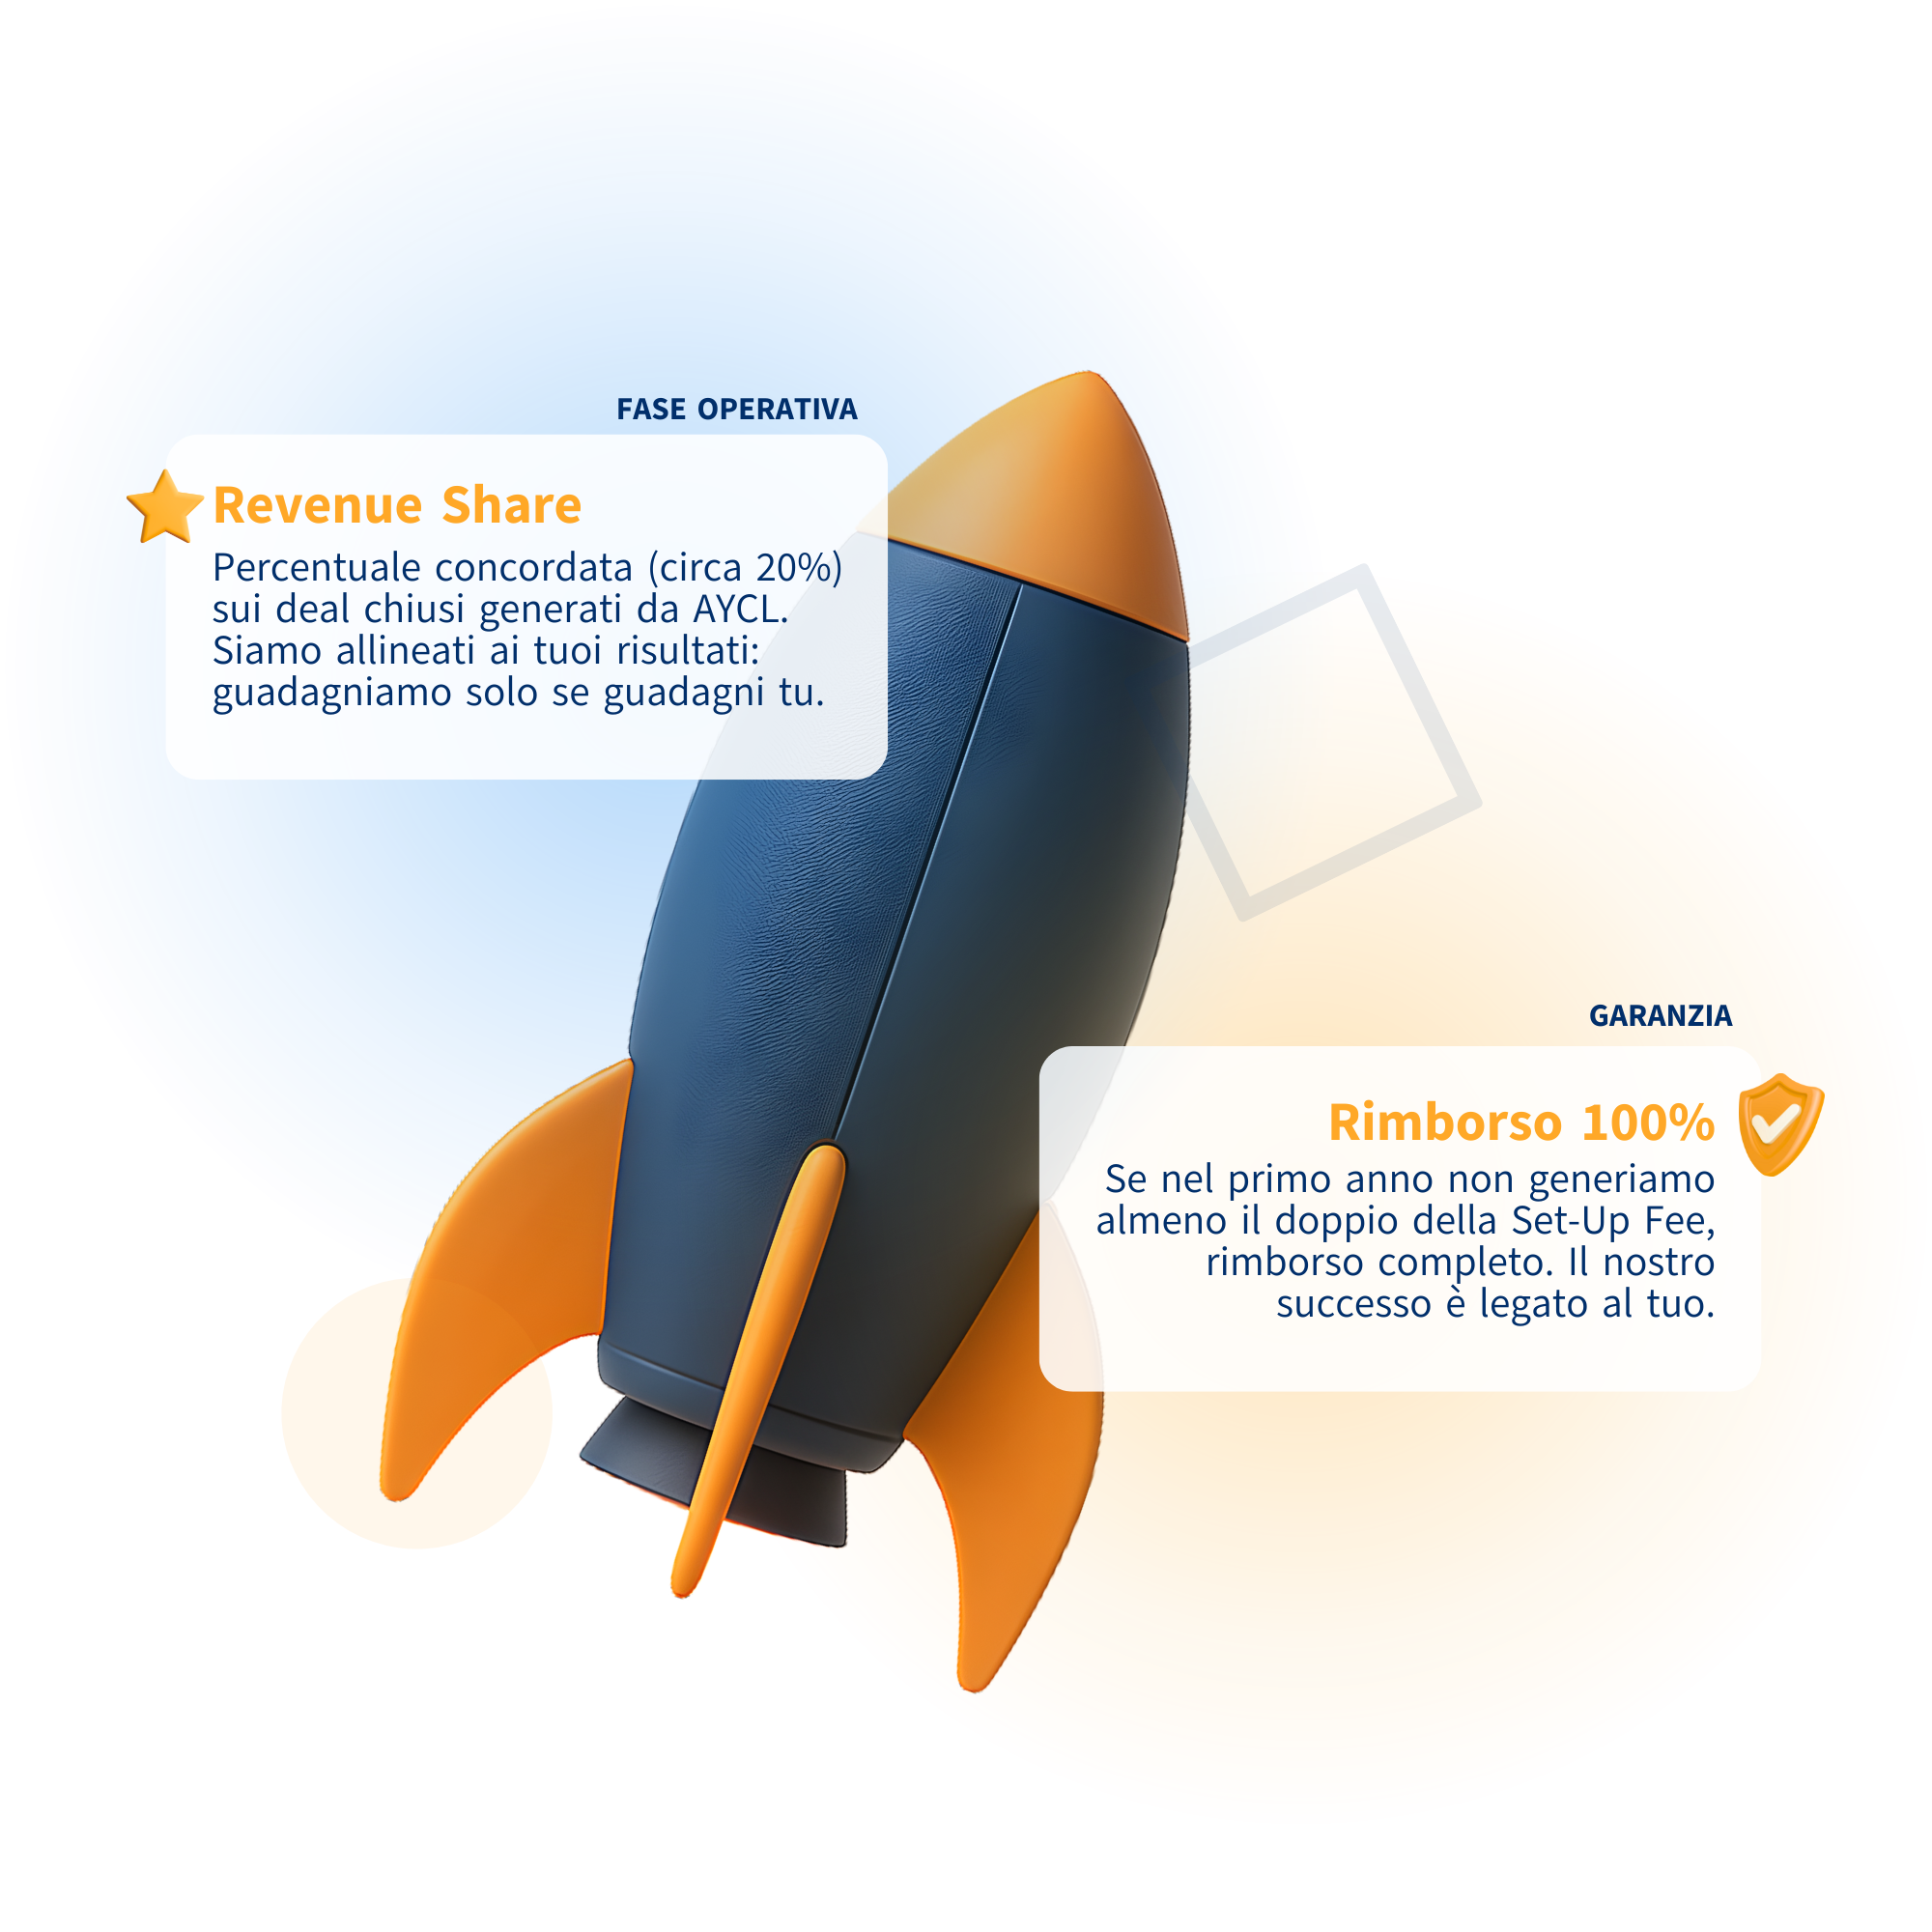 FASE OPERATIVA
Revenue Share
Percentuale concordata (circa 20%)
sui deal chiusi generati da AYCL.
Siamo allineati ai tuoi risultati:
guadagniamo solo se guadagni tu.
GARANZIA
Rimborso 100%
Se nel primo anno non generiamo
almeno il doppio della Set-Up Fee,
rimborso completo. Il nostro
successo è legato al tuo.